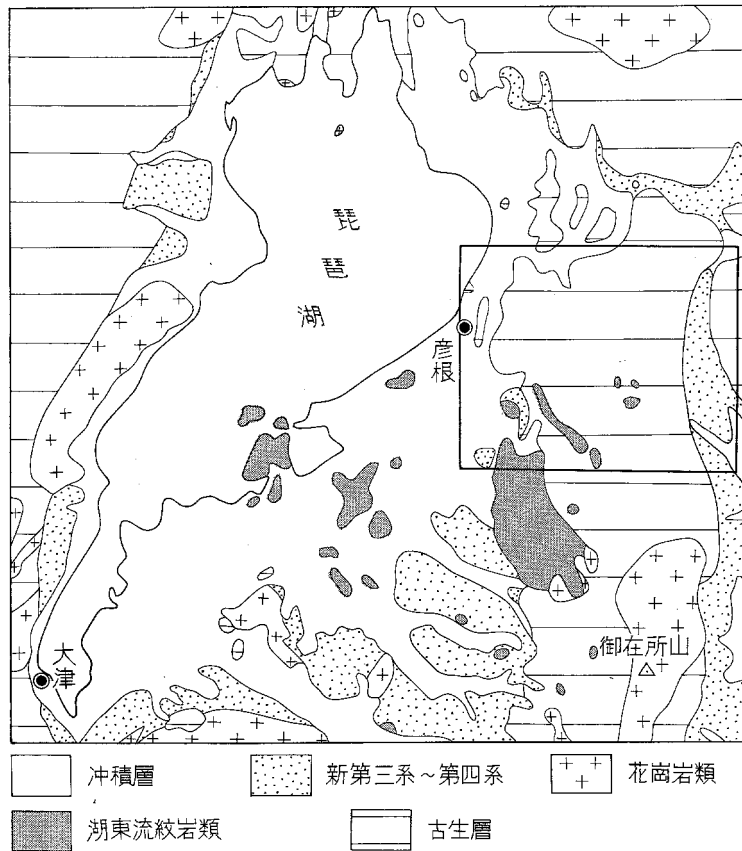 琵
琶
湖
彦根
大津
御在所山
冲積層
新第三系～第四系
花崗岩類
湖東流紋岩類
古生層